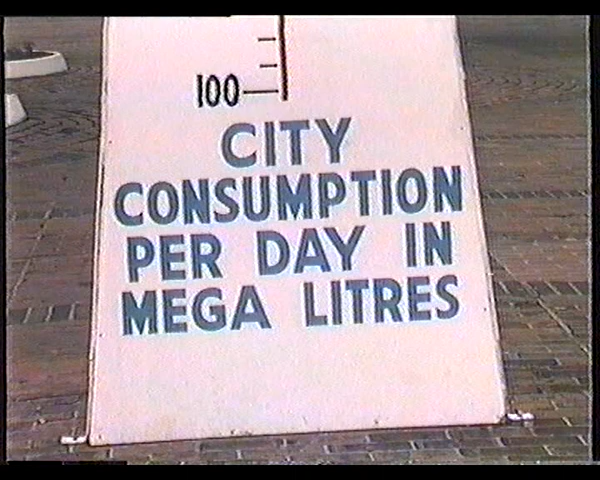 100
CITY
CONSUMPTION
PER DAY IN
MEGA LITRES